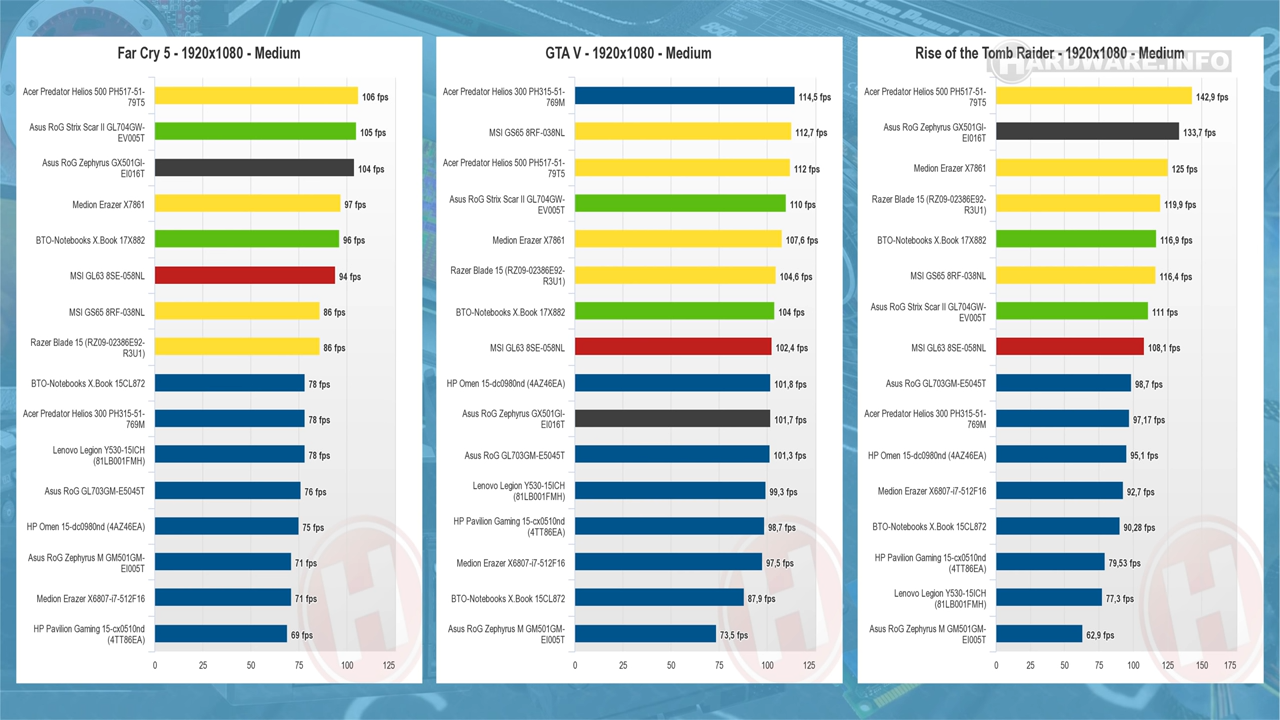 Far Cry 5 - 1920x1080 - Medium
Acer Predator Helios 500 PH517-51-
79T5
106 fps
Asus RoG Strix Scar II GL704GW-
EV005T
105 fps
Asus RoG Zephyrus GX501GI-
EI016T
104 fps
Medion Erazer X7861
97 fps
BTO-Notebooks X.Book 17X882
96 fps
MSI GL63 8SE-058NL
94 fps
MSI GS65 8RF-038NL
86 fps
Razer Blade 15 (RZ09-02386E92-
R3U1)
86 fps
BTO-Notebooks X.Book 15CL872
78 fps
Acer Predator Helios 300 PH315-51-
769M
78 fps
Lenovo Legion Y530-15ICH
(81LB001FMH)
78 fps
Asus RoG GL703GM-E5045T
76 fps
HP Omen 15-dc0980nd (4AZ46EA)
75 fps
Asus RoG Zephyrus M GM501GM-
EI005T
71 fps
Medion Erazer X6807-i7-512F16
71 fps
HP Pavilion Gaming 15-cx0510nd
(4TT86EA)
69 fps
0 25 50 75 100 125
GTA V - 1920x1080 - Medium
Acer Predator Helios 300 PH315-51-
769M
114,5 fps
MSI GS65 8RF-038NL
112,7 fps
Acer Predator Helios 500 PH517-51-
79T5
112 fps
Asus RoG Strix Scar II GL704GW-
EV005T
110 fps
Medion Erazer X7861
107,6 fps
Razer Blade 15 (RZ09-02386E92-
R3U1)
104,6 fps
BTO-Notebooks X.Book 17X882
104 fps
MSI GL63 8SE-058NL
102,4 fps
HP Omen 15-dc0980nd (4AZ46EA)
101,8 fps
Asus RoG Zephyrus GX501GI-
EI016T
101,7 fps
Asus RoG GL703GM-E5045T
101,3 fps
Lenovo Legion Y530-15ICH
(81LB001FMH)
99,3 fps
HP Pavilion Gaming 15-cx0510nd
(4TT86EA)
98,7 fps
Medion Erazer X6807-i7-512F16
97,5 fps
BTO-Notebooks X.Book 15CL872
87,9 fps
Asus RoG Zephyrus M GM501GM-
EI005T
73,5 fps
0 25 50 75 100 125
Rise of the Tomb Raider - 1920x1080 - Medium
HARDWARE.INFO
Acer Predator Helios 500 PH517-51-
79T5
142,9 fps
Asus RoG Zephyrus GX501GI-
EI016T
133,7 fps
Medion Erazer X7861
125 fps
Razer Blade 15 (RZ09-02386E92-
R3U1)
119,9 fps
BTO-Notebooks X.Book 17X882
116,9 fps
MSI GS65 8RF-038NL
116,4 fps
Asus RoG Strix Scar II GL704GW-
EV005T
111 fps
MSI GL63 8SE-058NL
108,1 fps
Asus RoG GL703GM-E5045T
98,7 fps
Acer Predator Helios 300 PH315-51-
769M
97,17 fps
HP Omen 15-dc0980nd (4AZ46EA)
95,1 fps
Medion Erazer X6807-i7-512F16
92,7 fps
BTO-Notebooks X.Book 15CL872
90,28 fps
HP Pavilion Gaming 15-cx0510nd
(4TT86EA)
79,53 fps
Lenovo Legion Y530-15ICH
(81LB001FMH)
77,3 fps
Asus RoG Zephyrus M GM501GM-
EI005T
62,9 fps
0 25 50 75 100 125 150 175